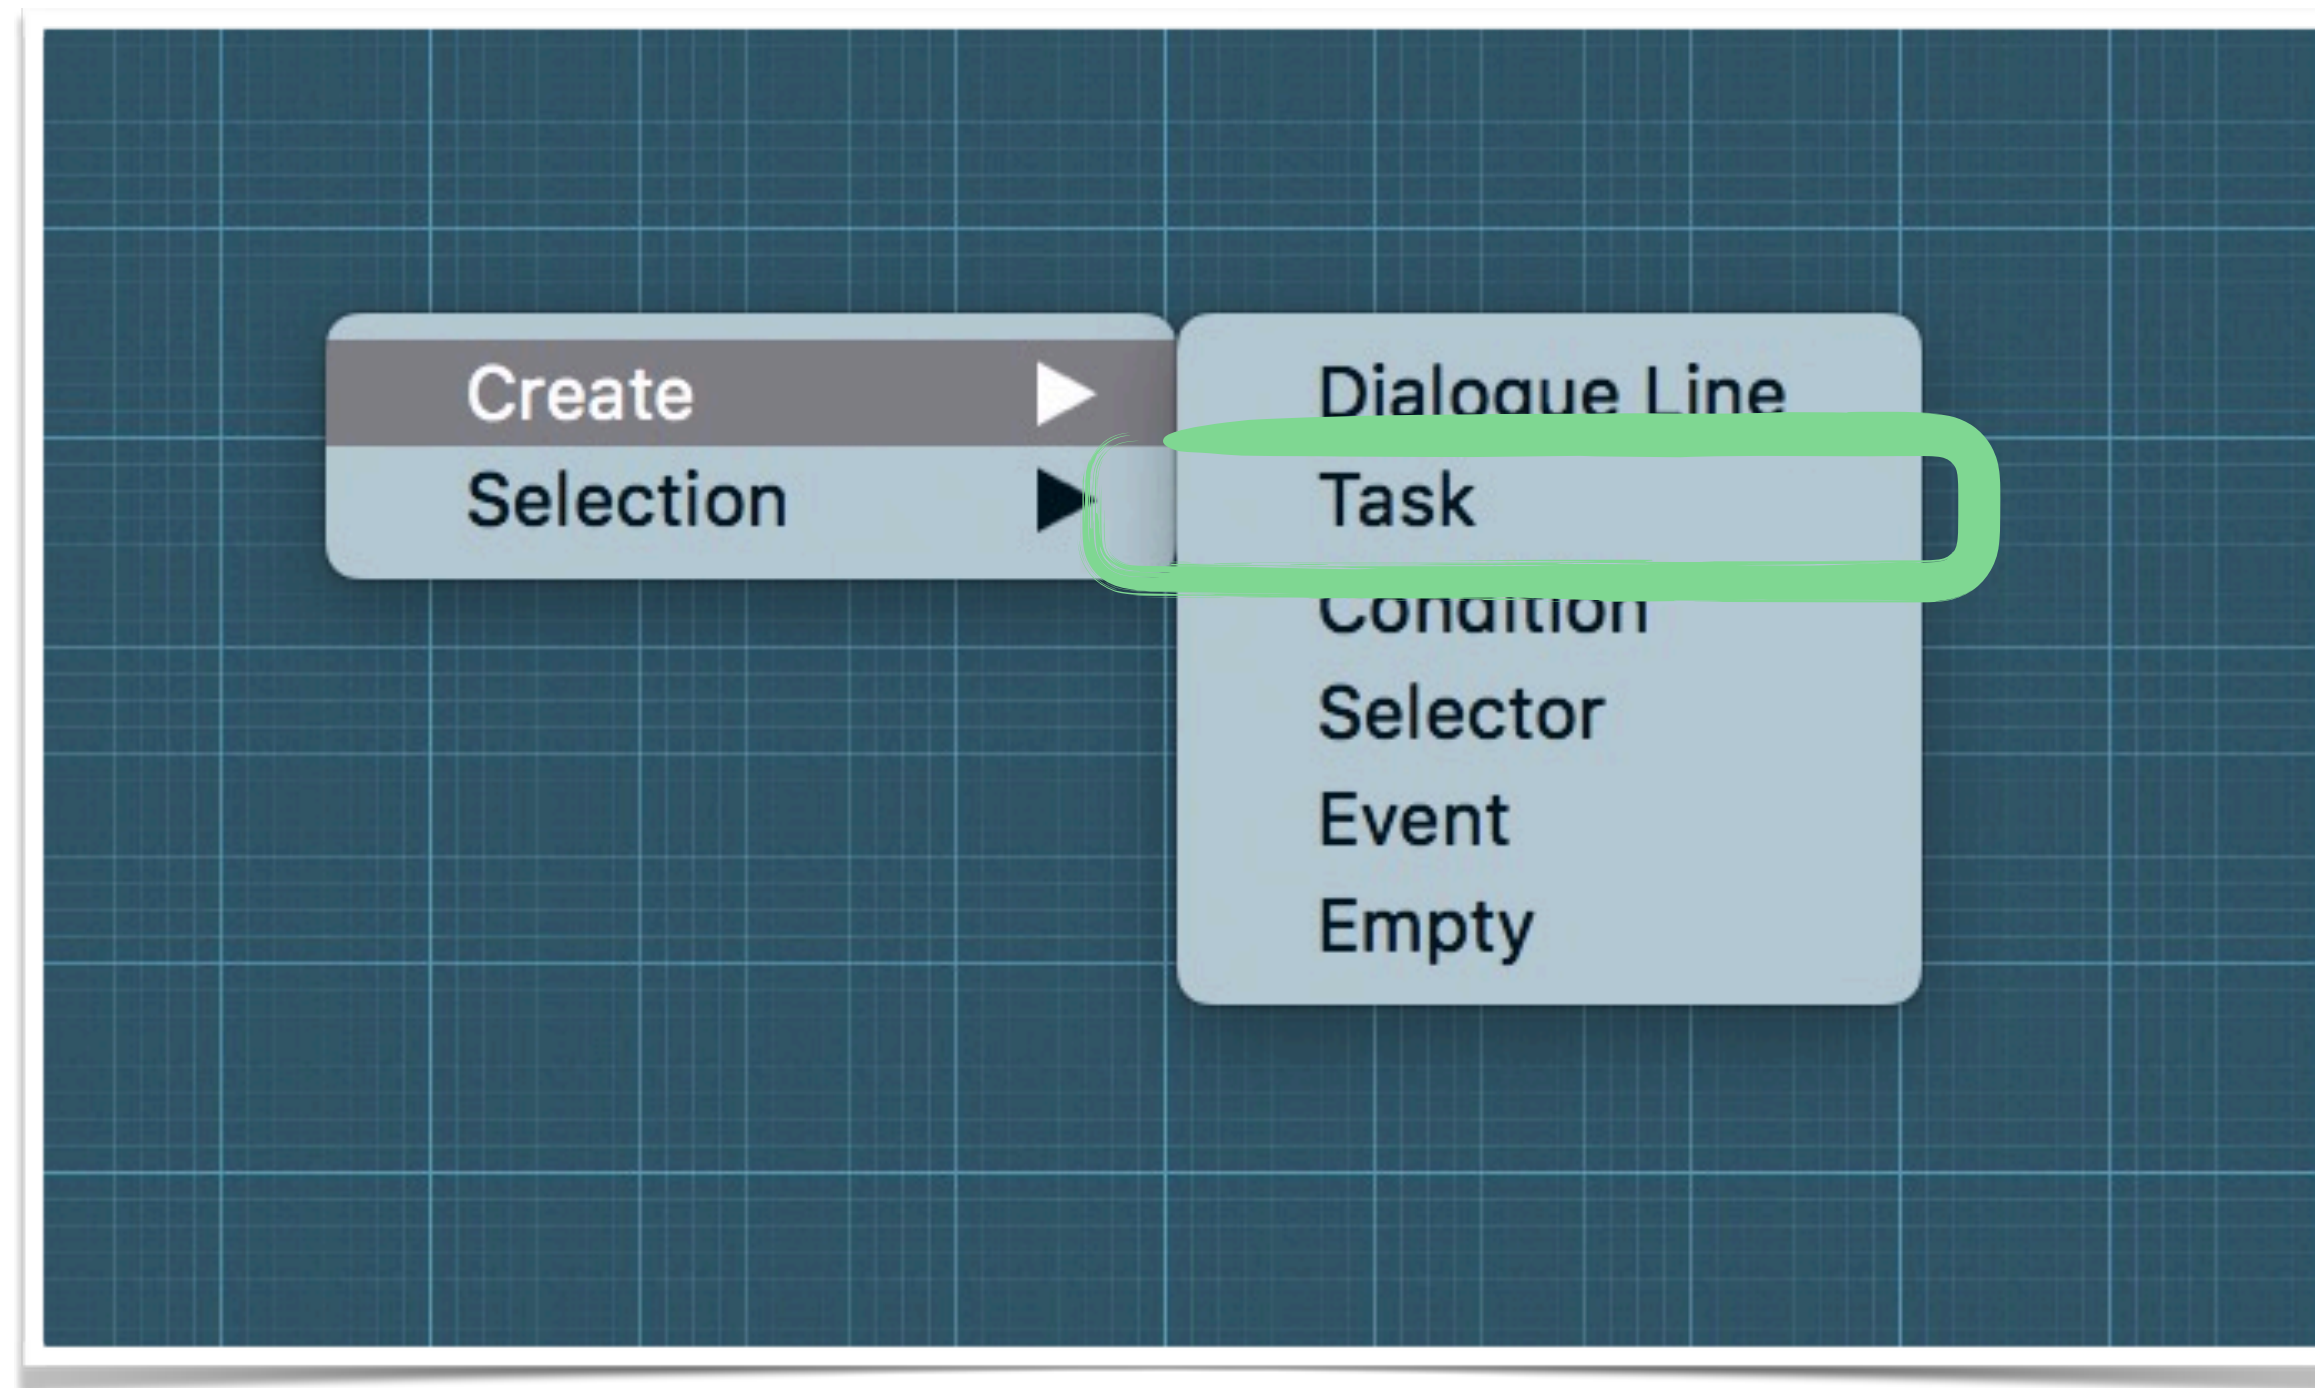 Create
Selection
Dialogue Line
Task
Condition
Selector
Event
Empty